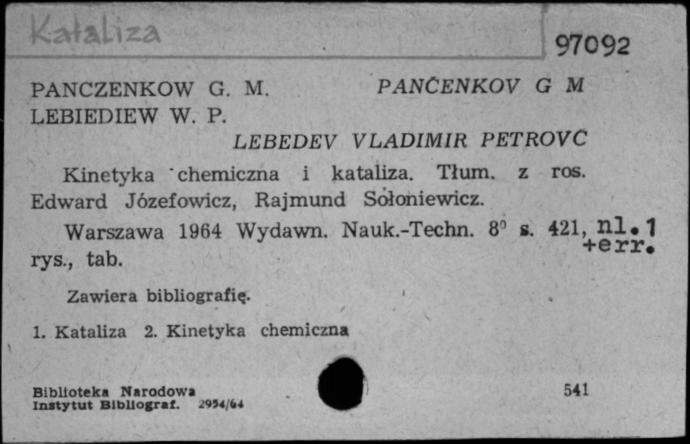 Kataliza
97092
PANCZENKOW G. M. PANČENKOV G M
LEBIEDIEW W. P.
LEBEDEV VLADIMIR PETROVC
Kinetyka chemiczna i kataliza. Tłum. z ros.
Edward Józefowicz, Rajmund Sołoniewicz.
Warszawa 1964 Wydawn. Nauk.-Techn. 8° s. 421, nl.1
+err.
rys., tab.
Zawiera bibliografię.
1. Kataliza 2. Kinetyka chemiczna
Biblioteka Narodowa 541
Instytut Bibliograf. 2954/64